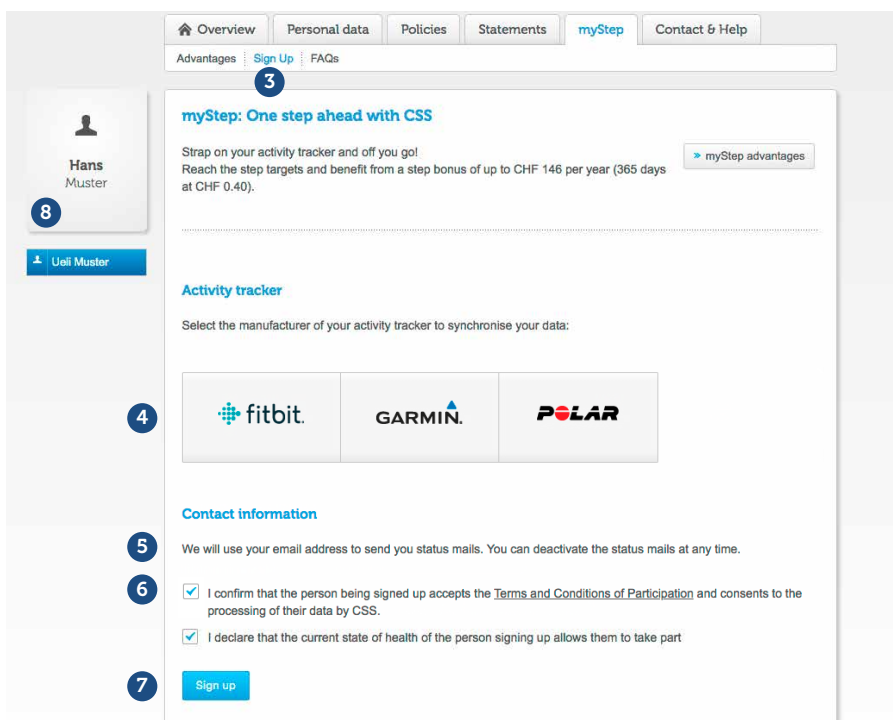 Overview Personal data Policies Statements myStep Contact & Help
Advantages Sign Up FAQs
3
Hans
Muster
8
Ueli Muster
myStep: One step ahead with CSS
Strap on your activity tracker and off you go!
Reach the step targets and benefit from a step bonus of up to CHF 146 per year (365 days
at CHF 0.40).
» myStep advantages
Activity tracker
Select the manufacturer of your activity tracker to synchronise your data:
4
fitbit. GARMIN. POLAR
Contact information
5
We will use your email address to send you status mails. You can deactivate the status mails at any time.
6
I confirm that the person being signed up accepts the Terms and Conditions of Participation and consents to the
processing of their data by CSS.
I declare that the current state of health of the person signing up allows them to take part
7
Sign up